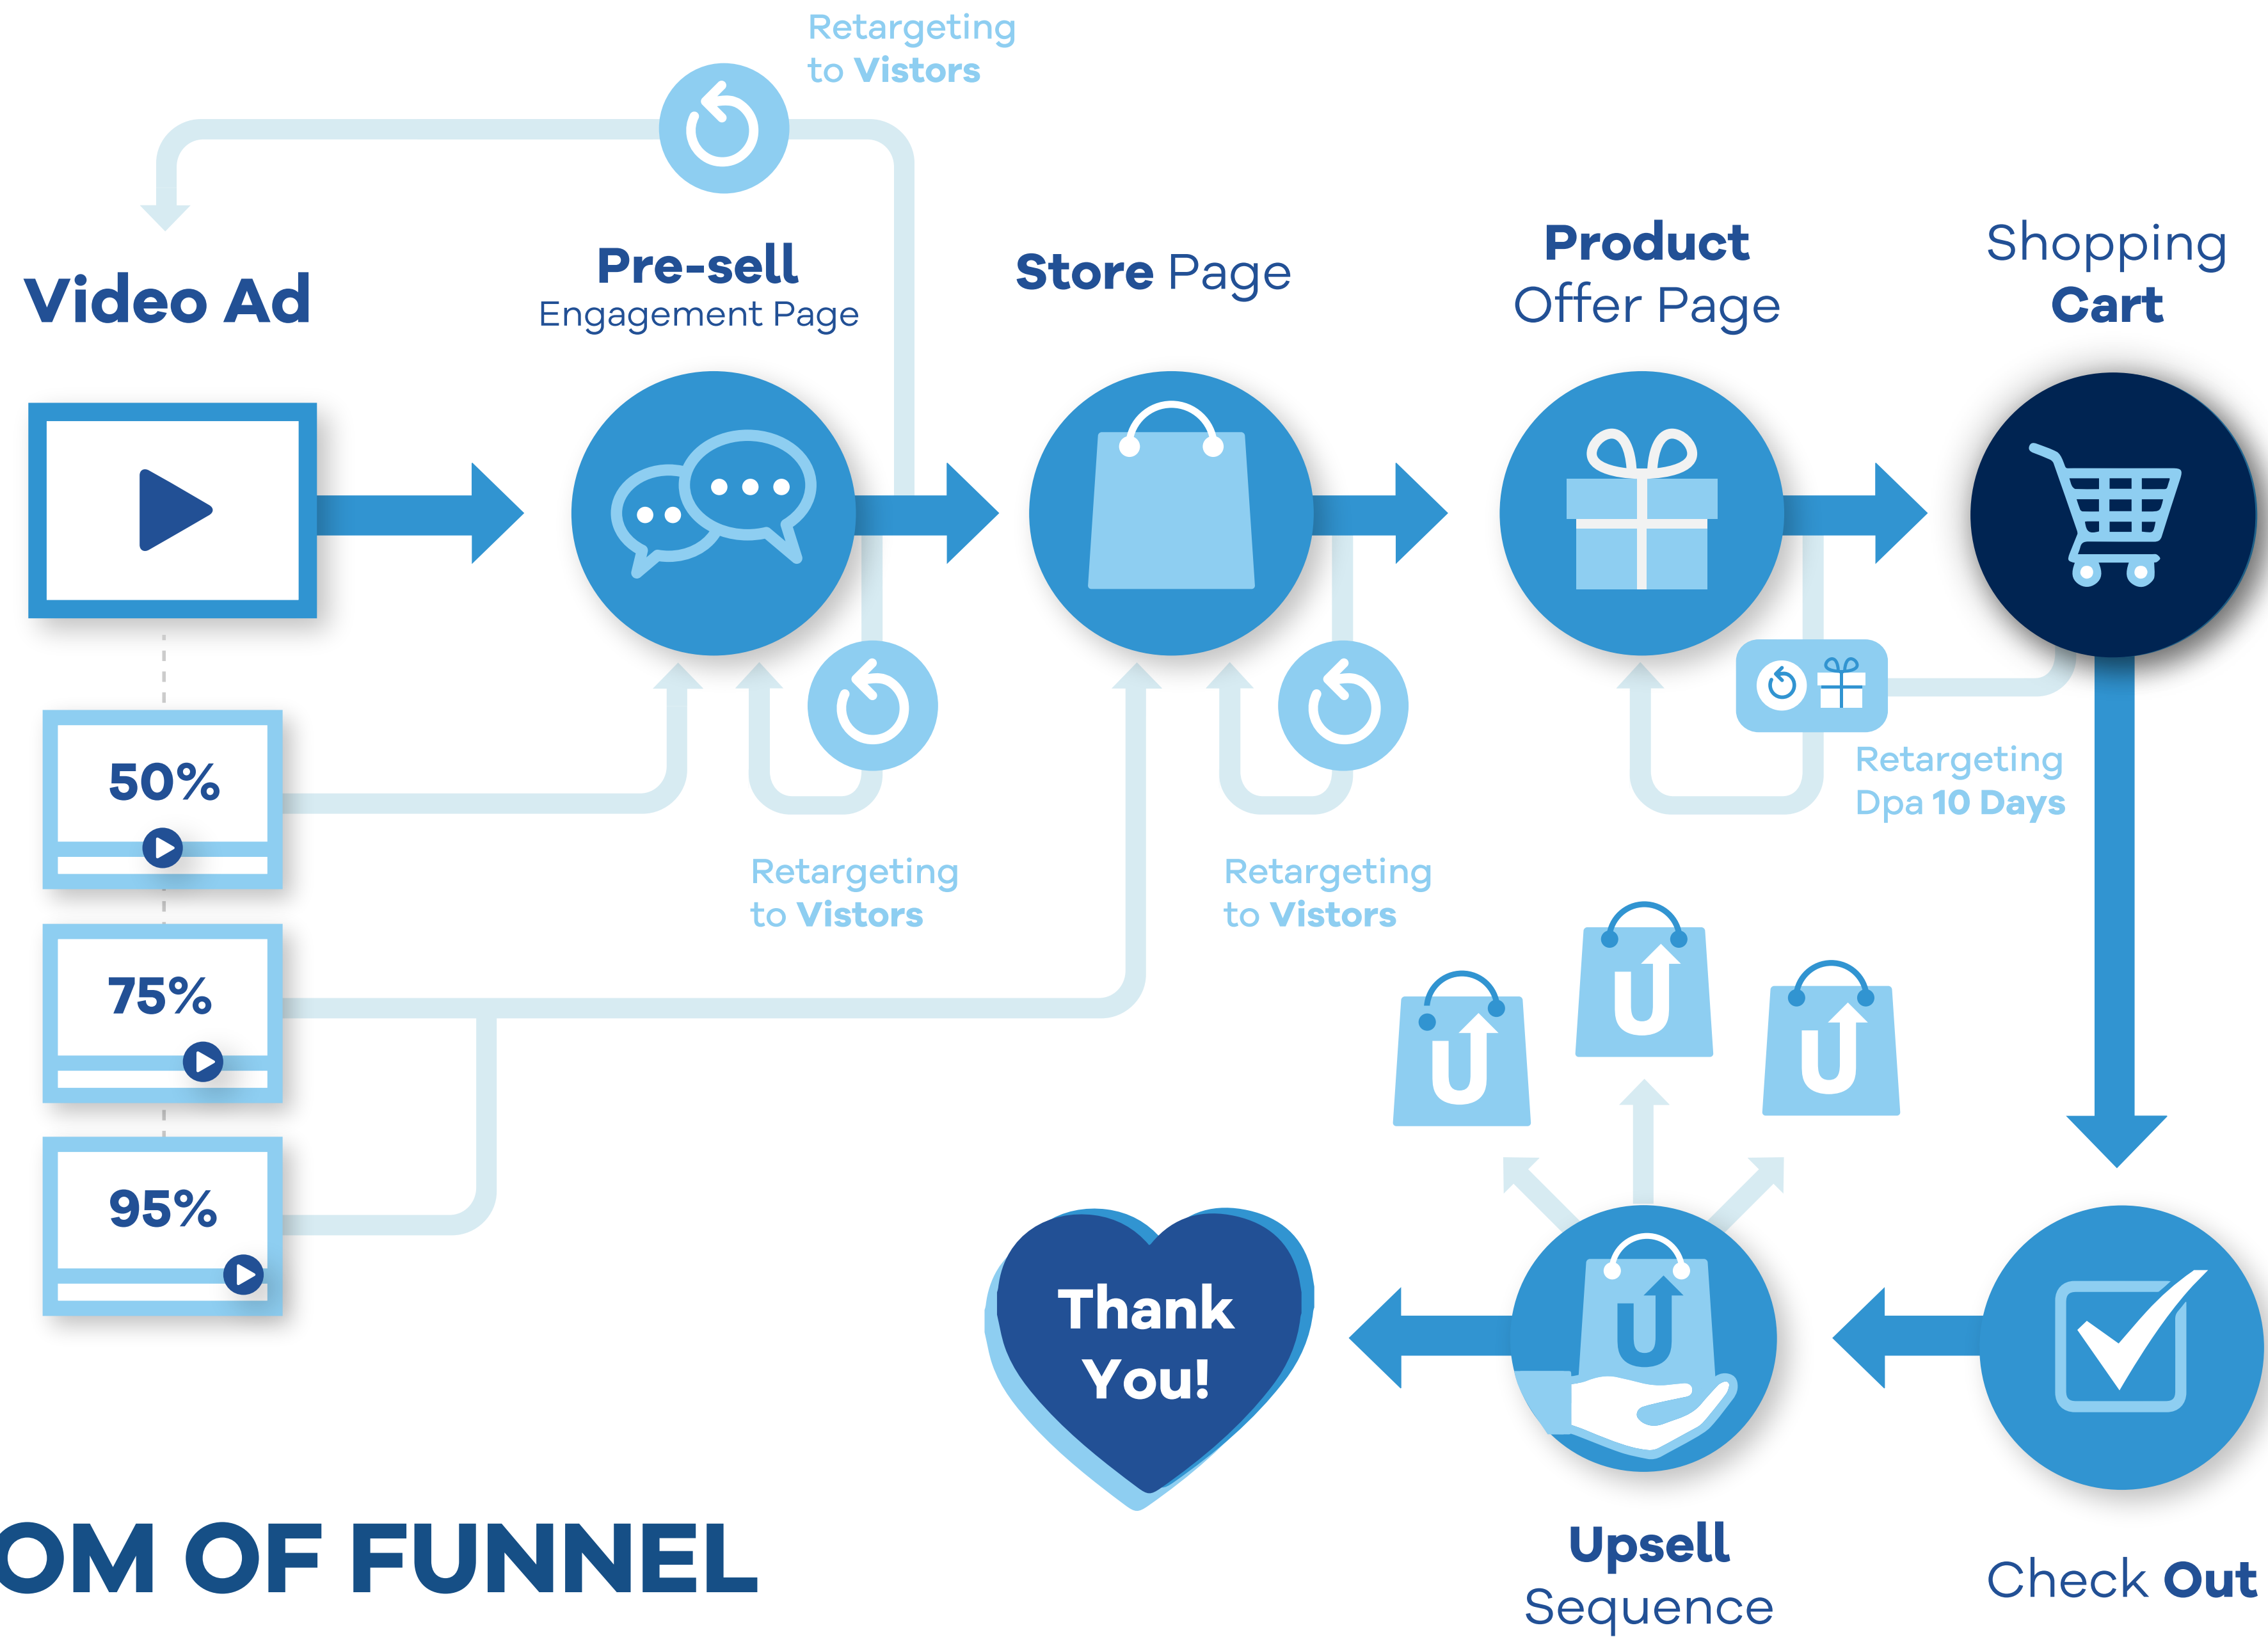 Retargeting
to Vistors
Video Ad
Pre-sell
Engagement Page
Store Page
Product
Offer Page
Shopping
Cart
50%
75%
95%
Retargeting
to Vistors
Retargeting
to Vistors
Retargeting
Dpa 10 Days
U
U
U
U
Thank
You!
Upsell
Sequence
Check Out
OM OF FUNNEL